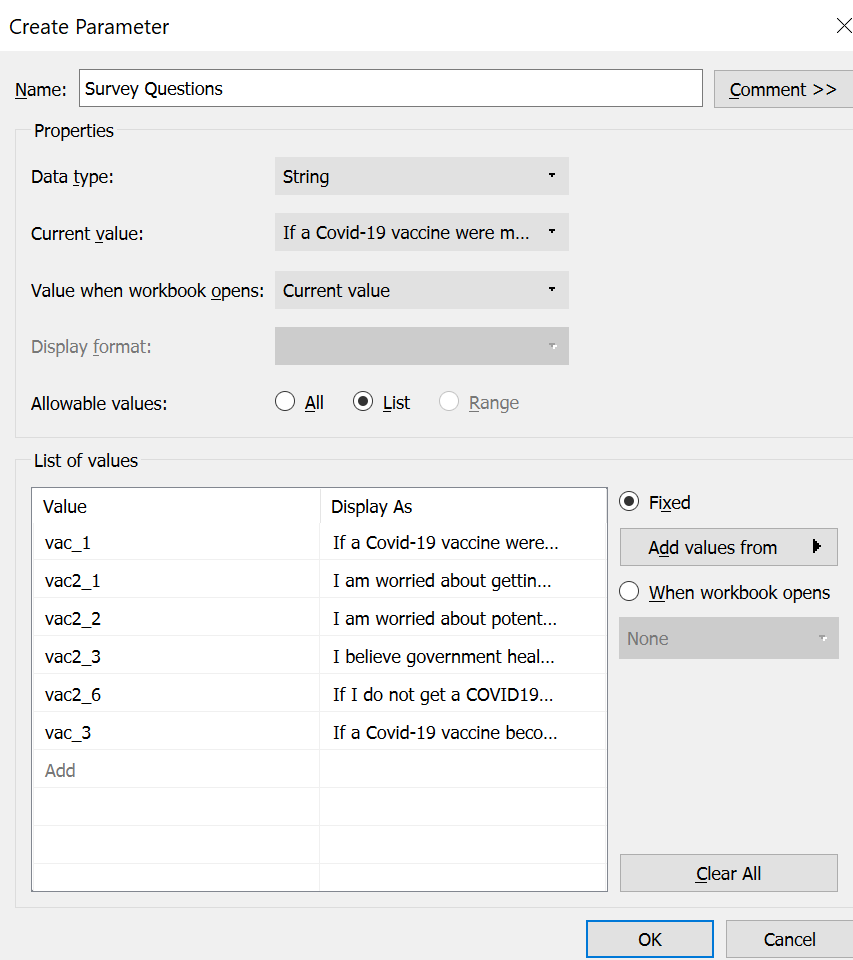 Create Parameter
Name: Survey Questions Comment >>
Properties
Data type: String
Current value: If a Covid-19 vaccine were m...
Value when workbook opens: Current value
Display format:
Allowable values: All List Range
List of values
Value Display As
Fixed
vac_1 If a Covid-19 vaccine were...
Add values from
vac2_1 I am worried about gettin...
When workbook opens
vac2_2 I am worried about potent...
None
vac2_3 I believe government heal...
vac2_6 If I do not get a COVID19...
vac_3 If a Covid-19 vaccine beco...
Add
Clear All
OK Cancel